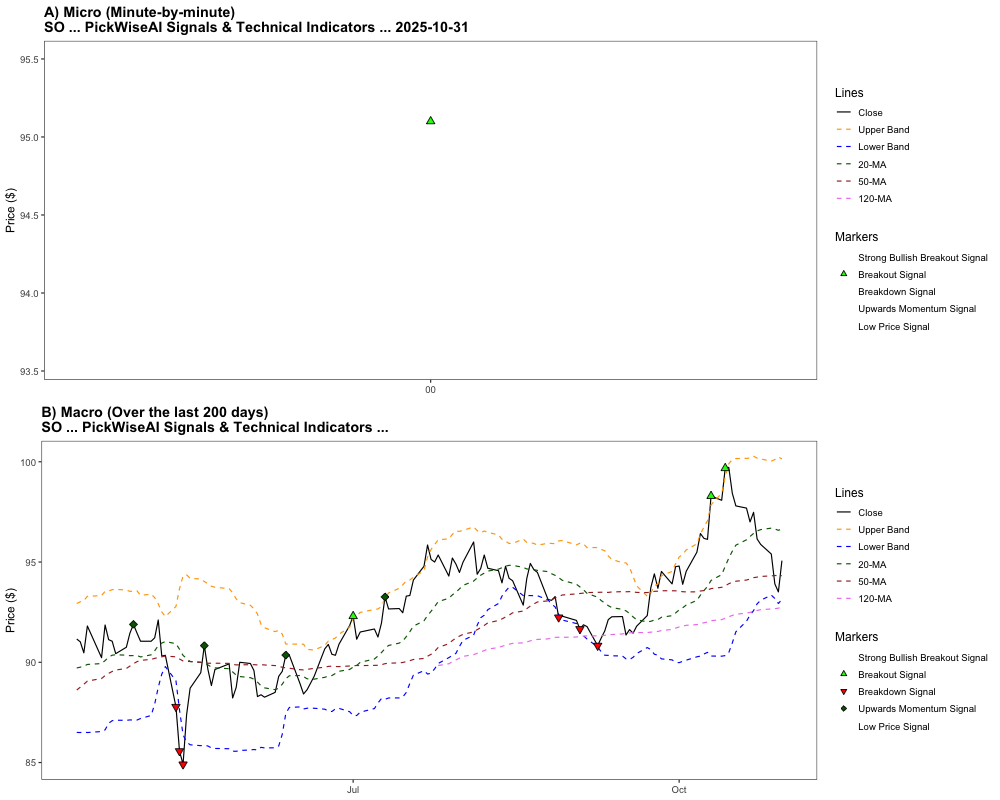 A) Micro (Minute-by-minute)
SO ... PickWiseAI Signals & Technical Indicators ... 2025-10-31
Price ($)
95.5
95.0
94.5
94.0
93.5
00
Lines
Close
Upper Band
Lower Band
20-MA
50-MA
120-MA
Markers
Strong Bullish Breakout Signal
Breakout Signal
Breakdown Signal
Upwards Momentum Signal
Low Price Signal
B) Macro (Over the last 200 days)
SO ... PickWiseAI Signals & Technical Indicators ...
Price ($)
100
95
90
85
Jul
Oct
Lines
Close
Upper Band
Lower Band
20-MA
50-MA
120-MA
Markers
Strong Bullish Breakout Signal
Breakout Signal
Breakdown Signal
Upwards Momentum Signal
Low Price Signal